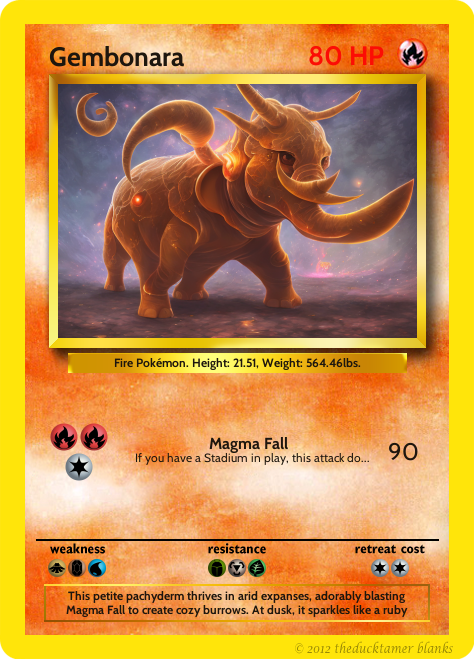 Gembonara 80 HP
Fire Pokémon. Height: 21.51, Weight: 564.46lbs.
Magma Fall 90
If you have a Stadium in play, this attack do...
weakness resistance retreat cost
This petite pachyderm thrives in arid expanses, adorably blasting
Magma Fall to create cozy burrows. At dusk, it sparkles like a ruby
© 2012 theducktamer blanks